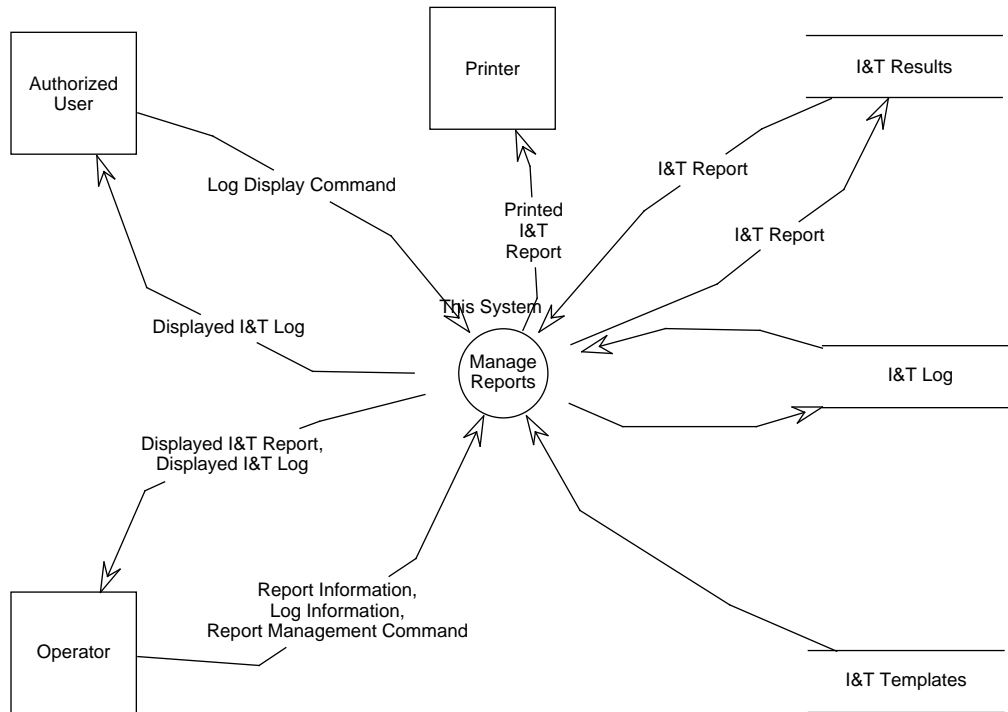 Authorized
User
Printer
I&T Results
Log Display Command
I&T Report
Printed
I&T
Report
I&T Report
This System
Displayed I&T Log
Manage
Reports
I&T Log
Displayed I&T Report,
Displayed I&T Log
Report Information,
Log Information,
Report Management Command
Operator
I&T Templates